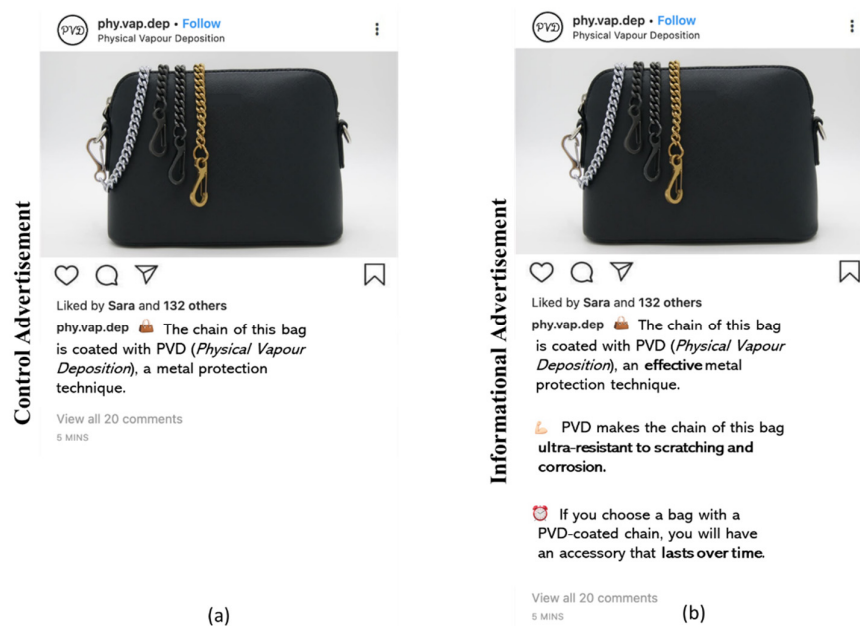 Control Advertisement
PVD
phy.vap.dep • Follow
Physical Vapour Deposition
Liked by Sara and 132 others
phy.vap.dep 👜 The chain of this bag
is coated with PVD (Physical Vapour
Deposition), a metal protection
technique.
View all 20 comments
5 MINS
(a)
Informational Advertisement
PVD
phy.vap.dep • Follow
Physical Vapour Deposition
Liked by Sara and 132 others
phy.vap.dep 👜 The chain of this bag
is coated with PVD (Physical Vapour
Deposition), an effective metal
protection technique.
💪🏻 PVD makes the chain of this bag
ultra-resistant to scratching and
corrosion.
⏰ If you choose a bag with a
PVD-coated chain, you will have
an accessory that lasts over time.
View all 20 comments
5 MINS
(b)